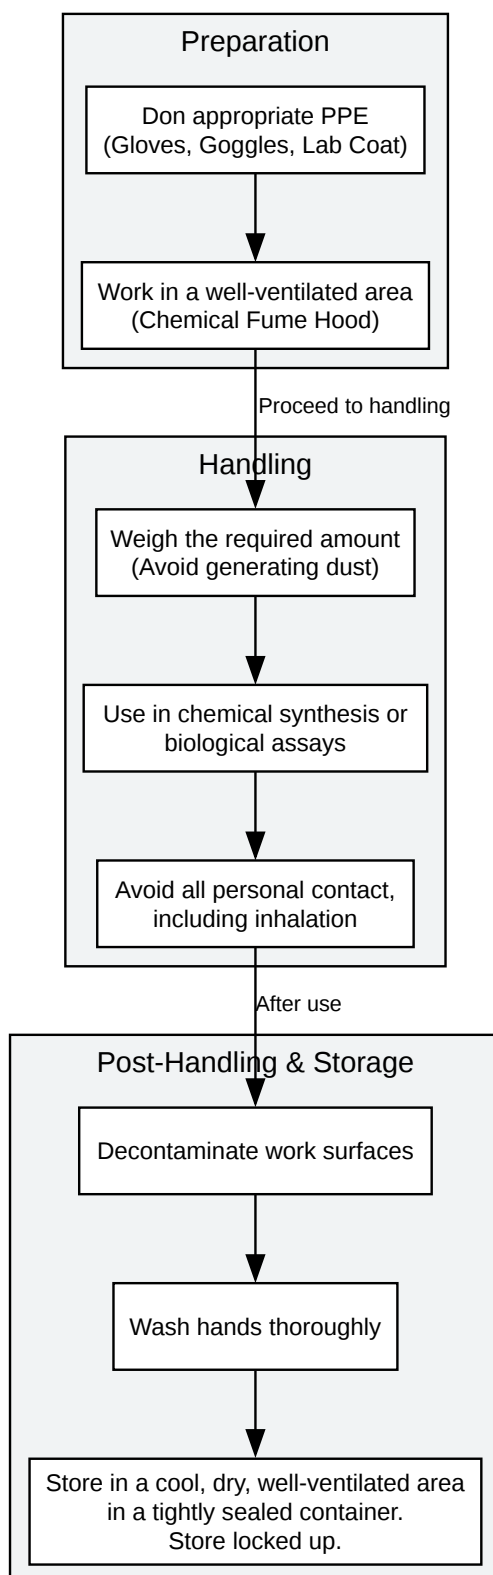 Preparation
Don appropriate PPE
(Gloves, Goggles, Lab Coat)
Work in a well-ventilated area
(Chemical Fume Hood)
Proceed to handling
Handling
Weigh the required amount
(Avoid generating dust)
Use in chemical synthesis or
biological assays
Avoid all personal contact,
including inhalation
After use
Post-Handling & Storage
Decontaminate work surfaces
Wash hands thoroughly
Store in a cool, dry, well-ventilated area
in a tightly sealed container.
Store locked up.